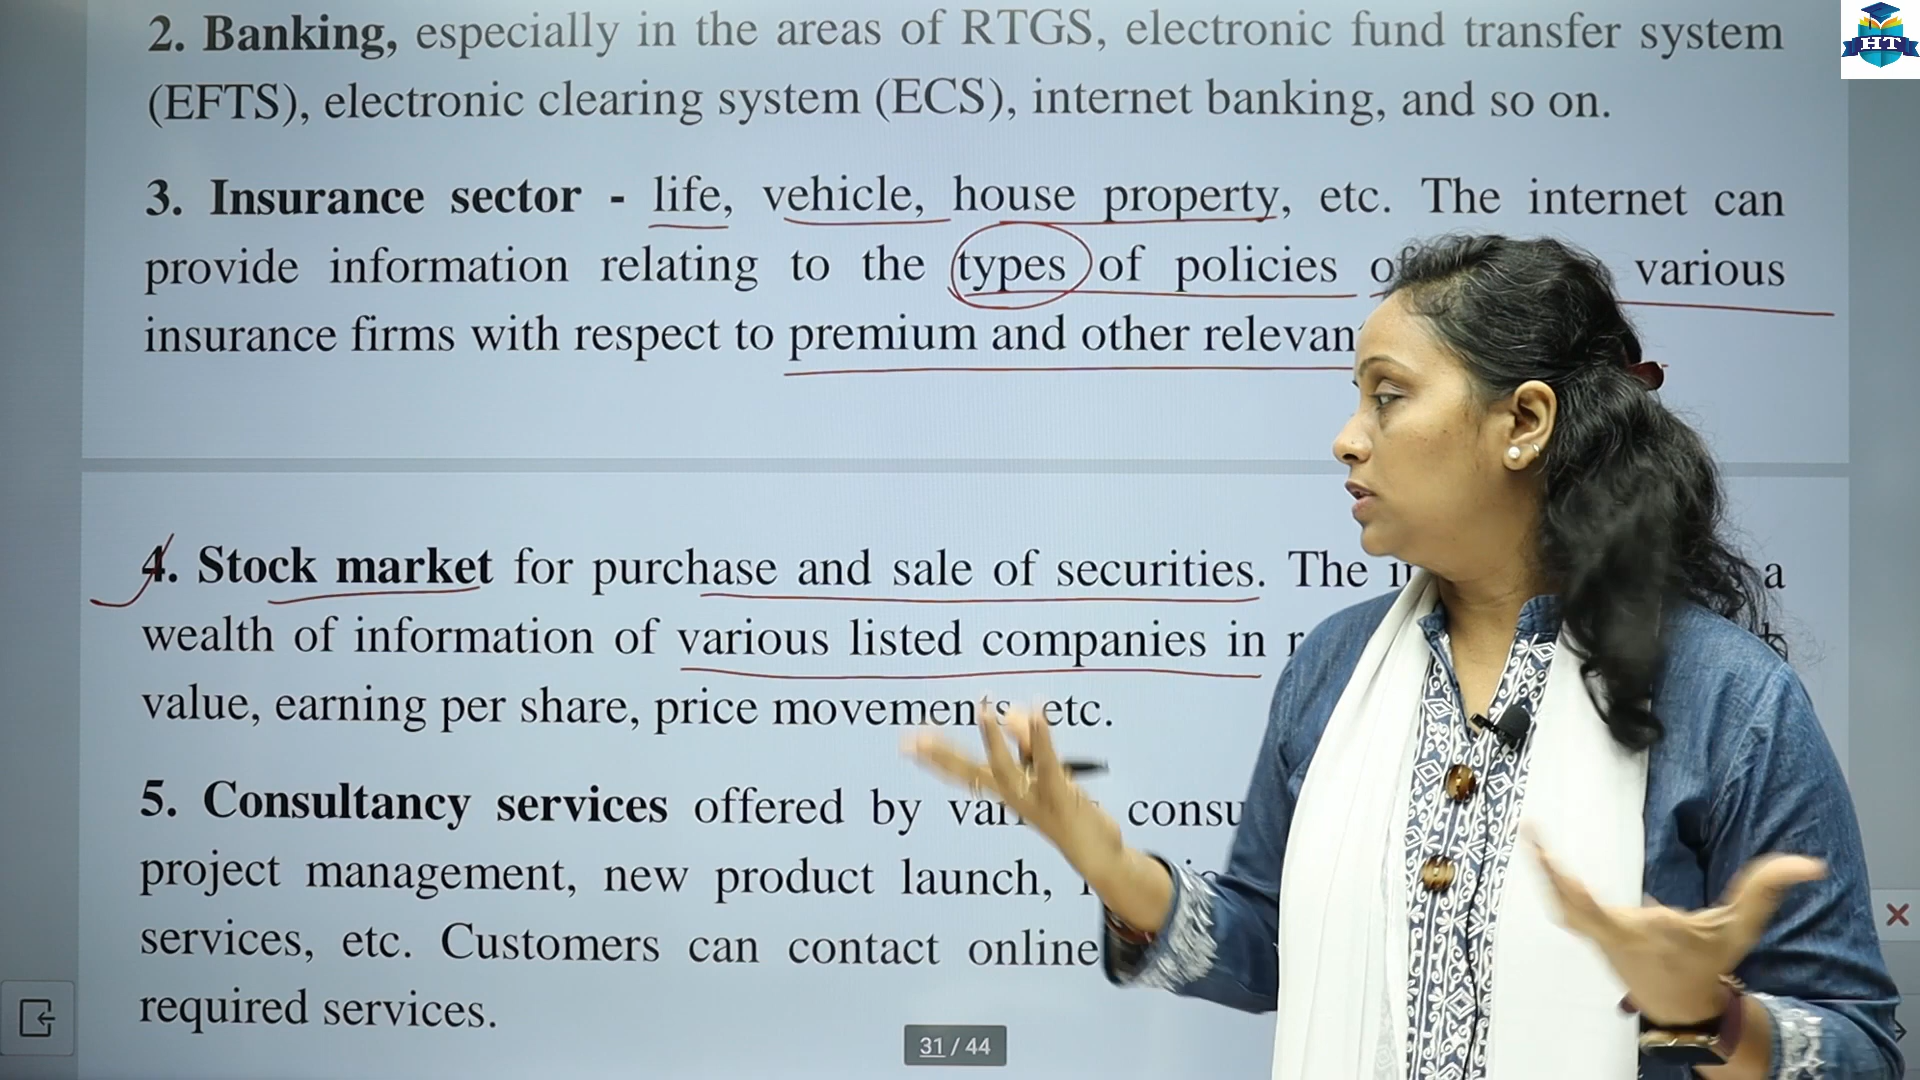 HT
2. Banking, especially in the areas of RTGS, electronic fund transfer system
(EFTS), electronic clearing system (ECS), internet banking, and so on.
3. Insurance sector - life, vehicle, house property, etc. The internet can
provide information relating to the types of policies various
insurance firms with respect to premium and other
4. Stock market for purchase and sale of securities. The a
wealth of information of various listed companies in
value, earning per share, price movements, etc.
5. Consultancy services offered by
project management, new product launch,
services, etc. Customers can contact online
required services.
31 / 44